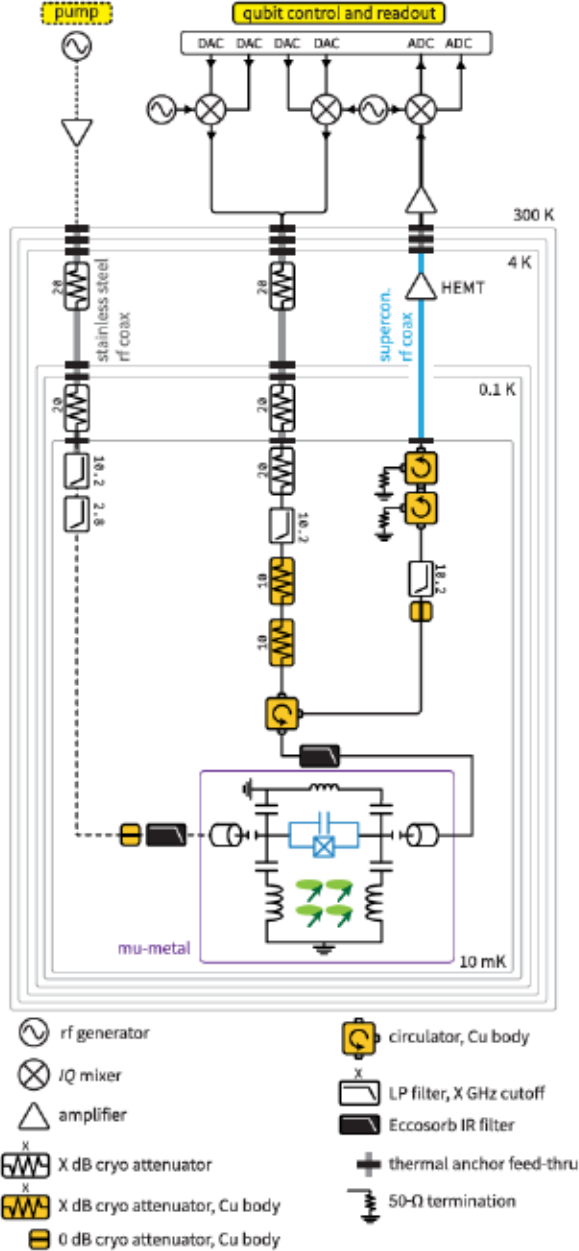 pump
qubit control and readout
DAC DAC DAC DAC ADC ADC
300 K
4 K
20
stainless steel
rf coax
20
supercon.
rf coax
HEMT
0.1 K
20
20
10.2
2.8
20
10.2
10
10
10.2
mu-metal
10 mK
rf generator
IQ mixer
amplifier
X
X dB cryo attenuator
X
X dB cryo attenuator, Cu body
0 dB cryo attenuator, Cu body
circulator, Cu body
X
LP filter, X GHz cutoff
Eccosorb IR filter
thermal anchor feed-thru
50-Ω termination